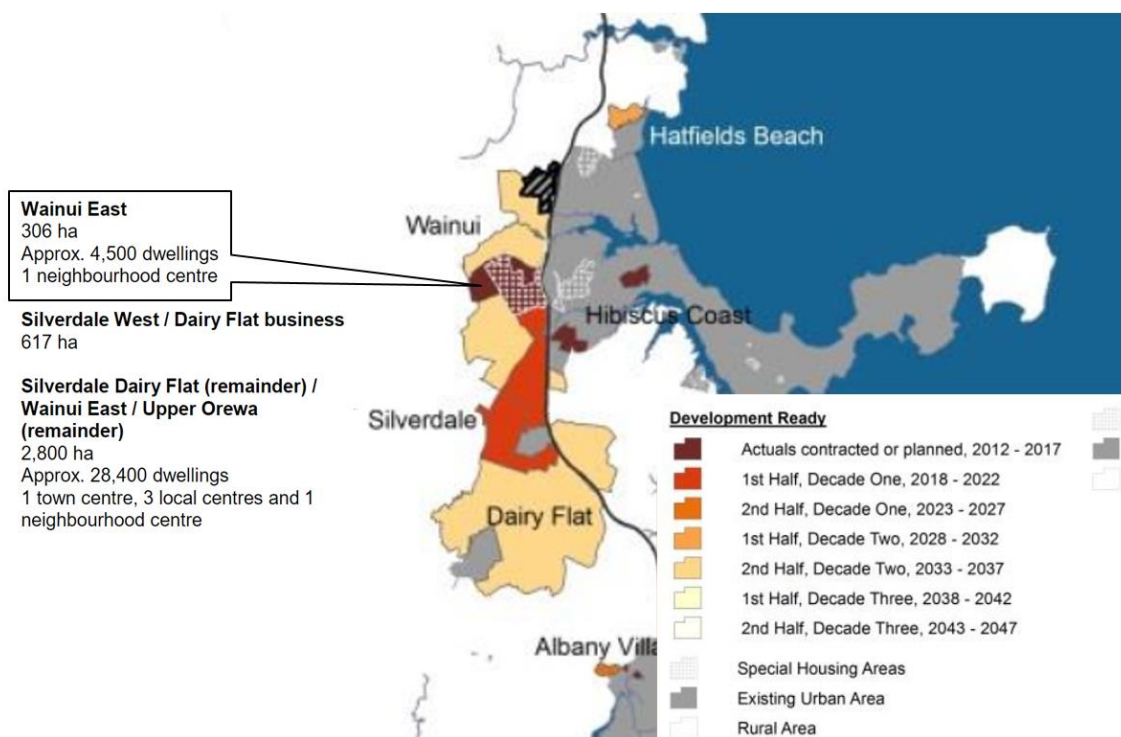 Wainui East
306 ha
Approx. 4,500 dwellings
1 neighbourhood centre
Silverdale West / Dairy Flat business
617 ha
Silverdale Dairy Flat (remainder) /
Wainui East / Upper Orewa
(remainder)
2,800 ha
Approx. 28,400 dwellings
1 town centre, 3 local centres and 1
neighbourhood centre
Hatfields Beach
Wainui
Hibiscus Coast
Silverdale
Dairy Flat
Albany Villa
Development Ready
Actuals contracted or planned, 2012 - 2017
1st Half, Decade One, 2018 - 2022
2nd Half, Decade One, 2023 - 2027
1st Half, Decade Two, 2028 - 2032
2nd Half, Decade Two, 2033 - 2037
1st Half, Decade Three, 2038 - 2042
2nd Half, Decade Three, 2043 - 2047
Special Housing Areas
Existing Urban Area
Rural Area